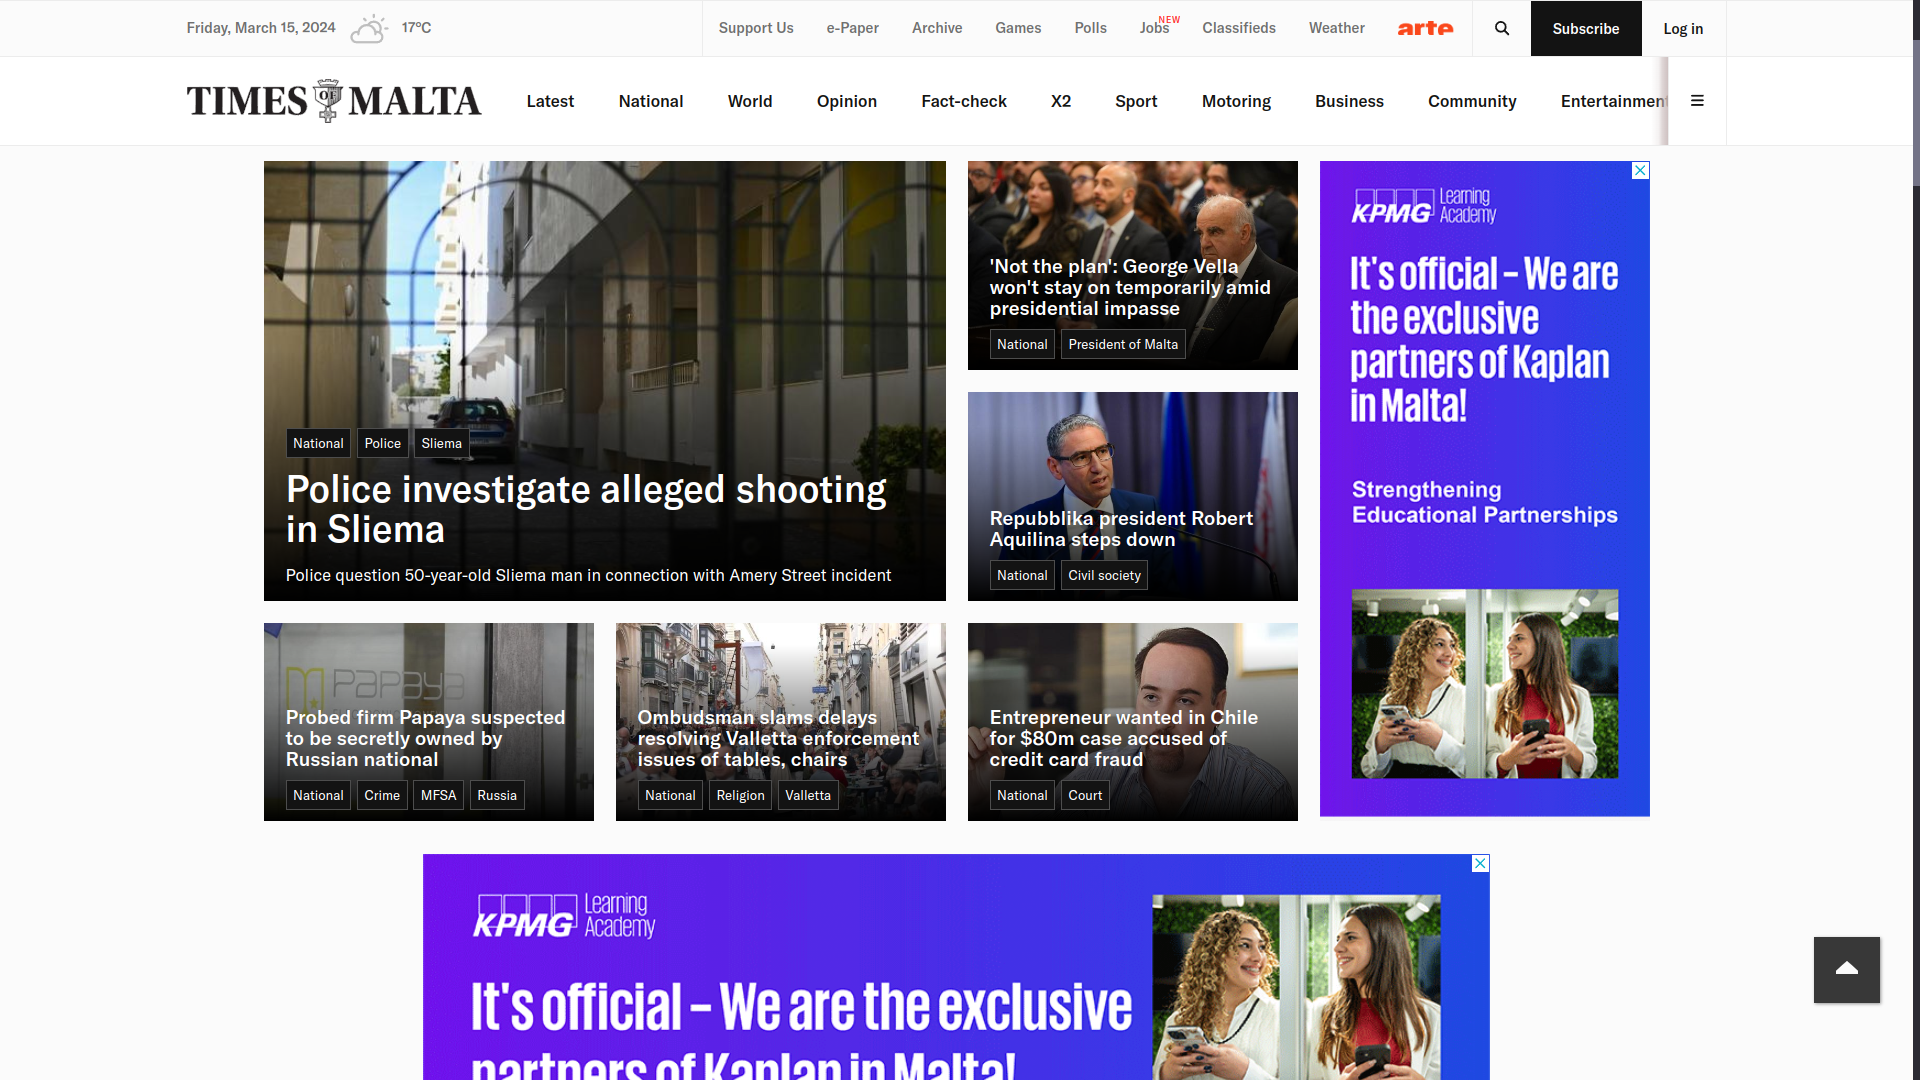 Friday, March 15, 2024
17°C
Support Us
e-Paper
Archive
Games
Polls
Jobs
NEW
Classifieds
Weather
arte
Subscribe
Log in
TIMES OF MALTA
Latest
National
World
Opinion
Fact-check
X2
Sport
Motoring
Business
Community
Entertainment
National
Police
Sliema
Police investigate alleged shooting
in Sliema
Police question 50-year-old Sliema man in connection with Amery Street incident
'Not the plan': George Vella
won't stay on temporarily amid
presidential impasse
National
President of Malta
Repubblika president Robert
Aquilina steps down
National
Civil society
KPMG
Learning
Academy
It's official – We are
the exclusive
partners of Kaplan
in Malta!
Strengthening
Educational Partnerships
PAPAYA
Probed firm Papaya suspected
to be secretly owned by
Russian national
National
Crime
MFSA
Russia
Ombudsman slams delays
resolving Valletta enforcement
issues of tables, chairs
National
Religion
Valletta
Entrepreneur wanted in Chile
for $80m case accused of
credit card fraud
National
Court
KPMG
Learning
Academy
It's official – We are the exclusive
partners of Kaplan in Malta!